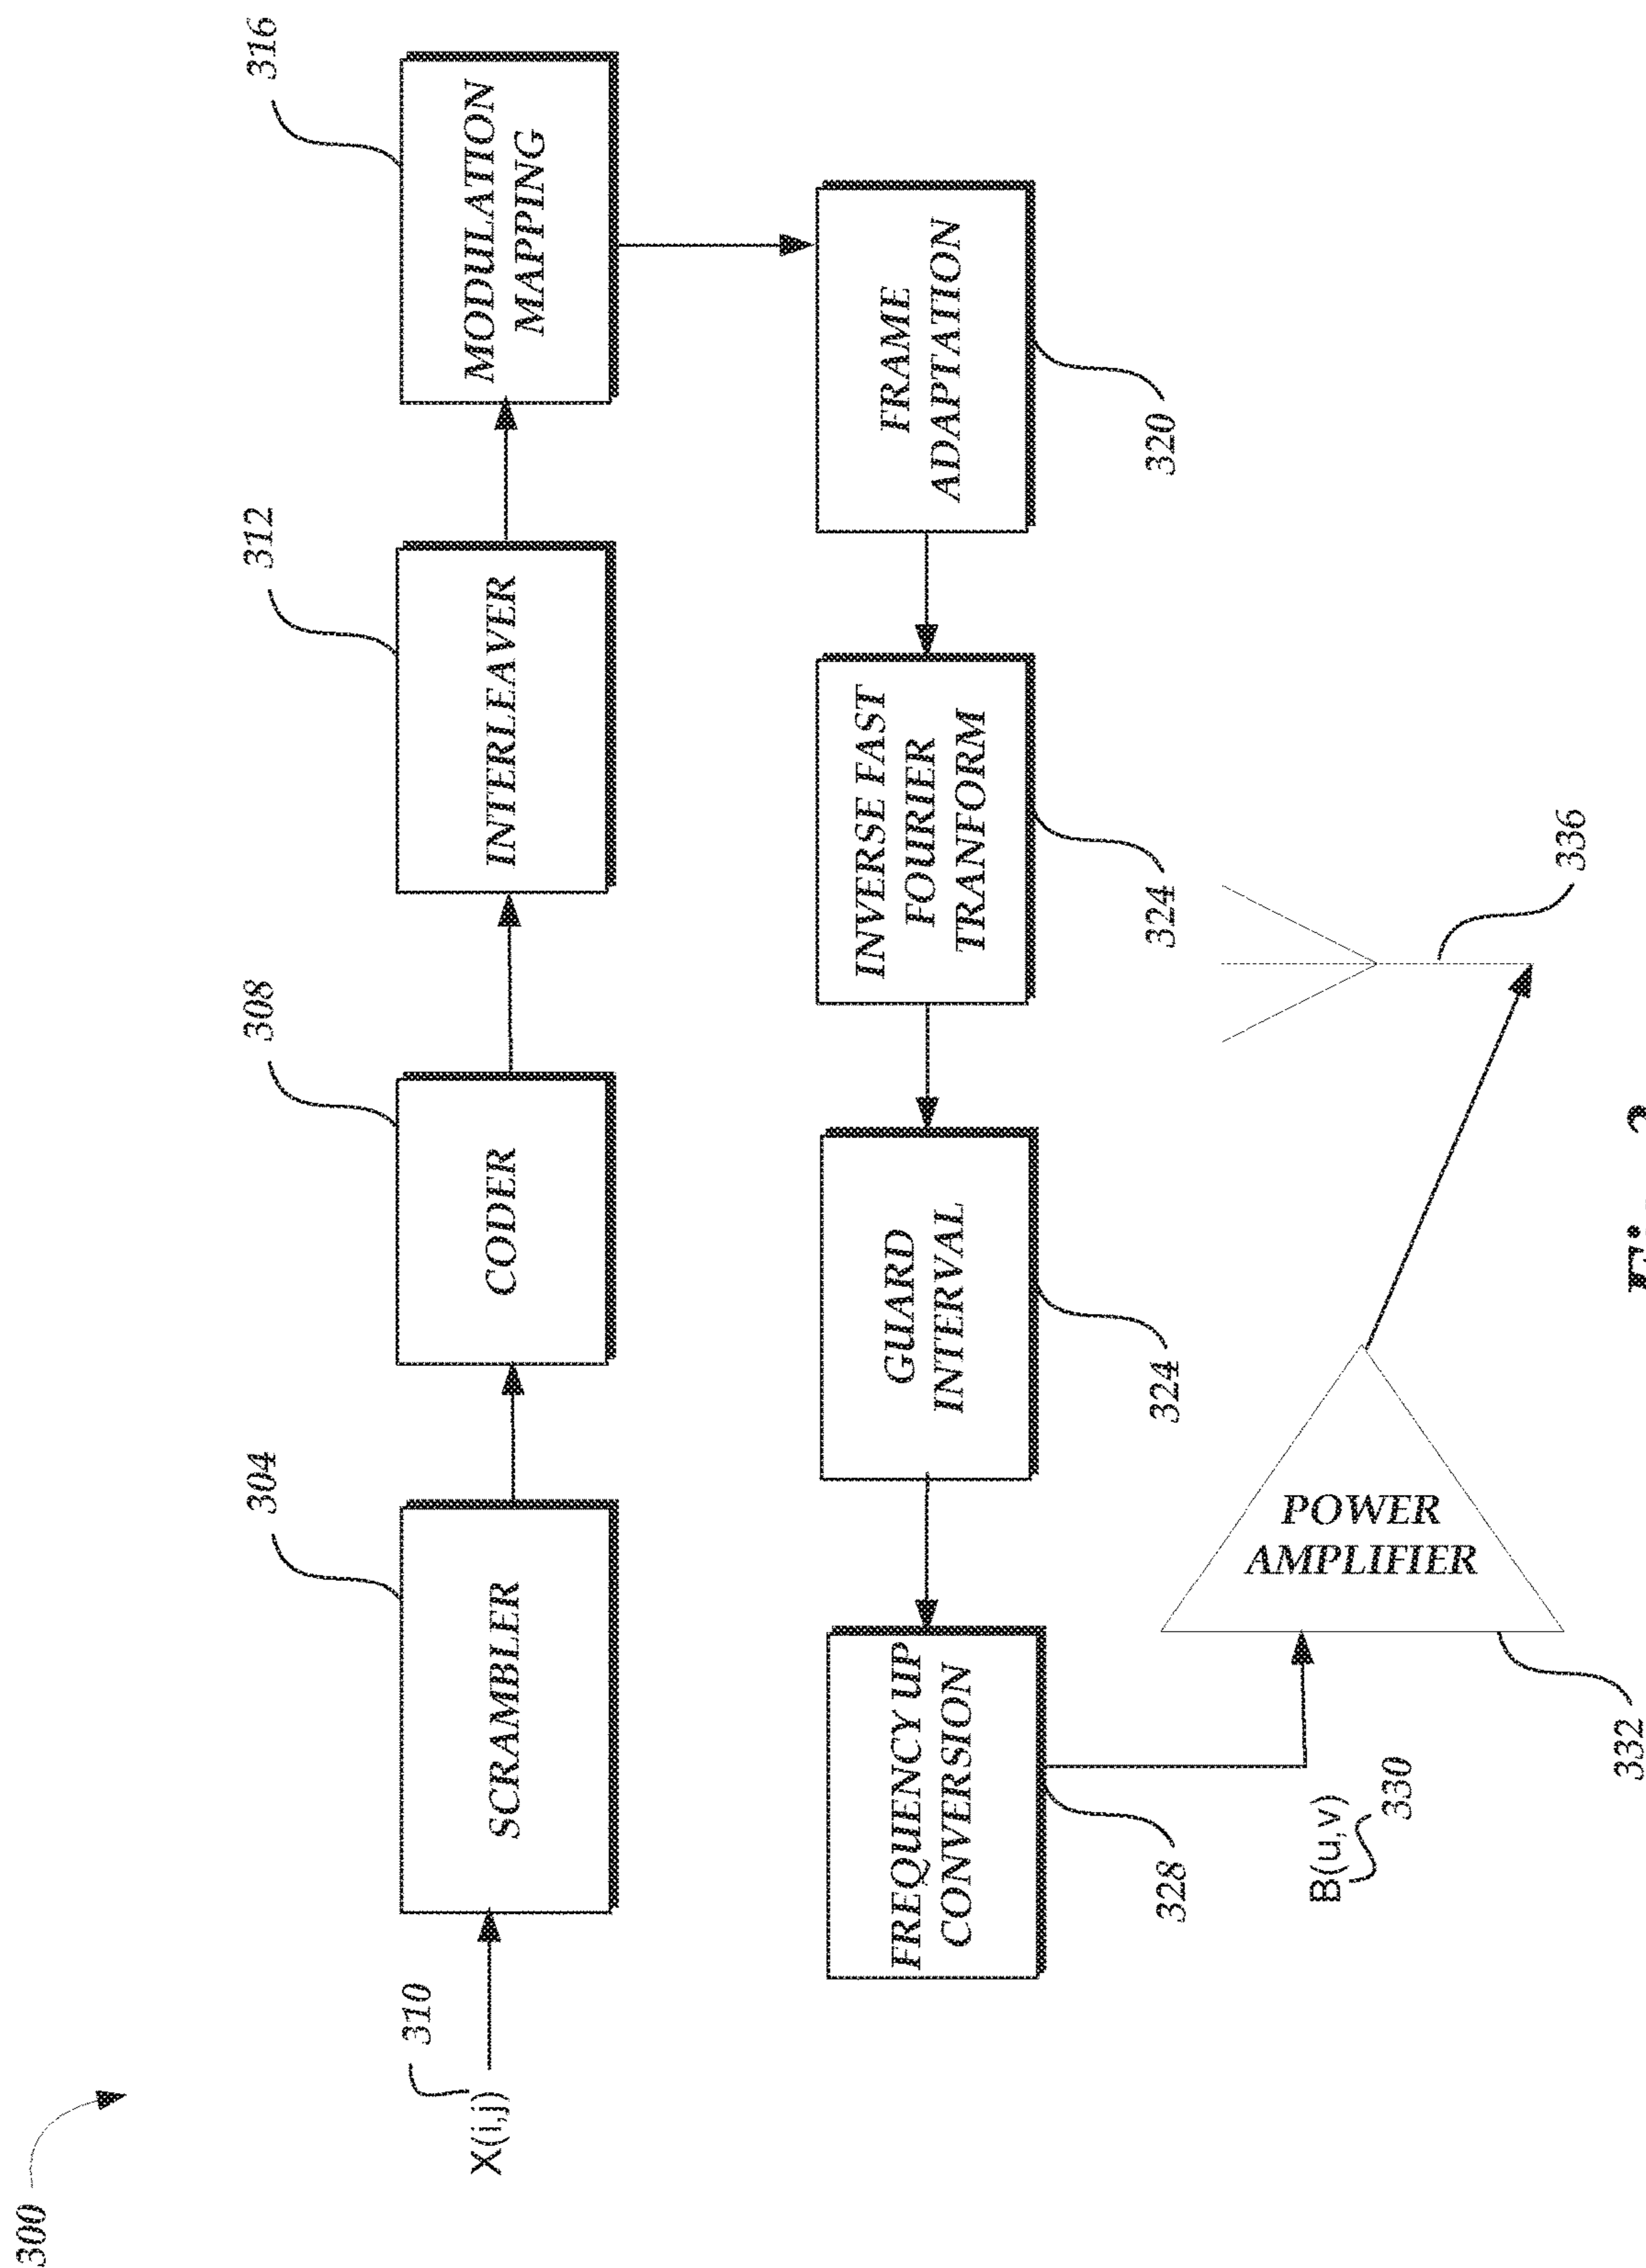 300
X(i,j)
310
SCRAMBLER
304
CODER
308
INTERLEAVER
312
MODULATION
MAPPING
316
FRAME
ADAPTATION
320
INVERSE FAST
FOURIER
TRANFORM
324
GUARD
INTERVAL
324
FREQUENCY UP
CONVERSION
328
B(u,v)
330
POWER
AMPLIFIER
332
336